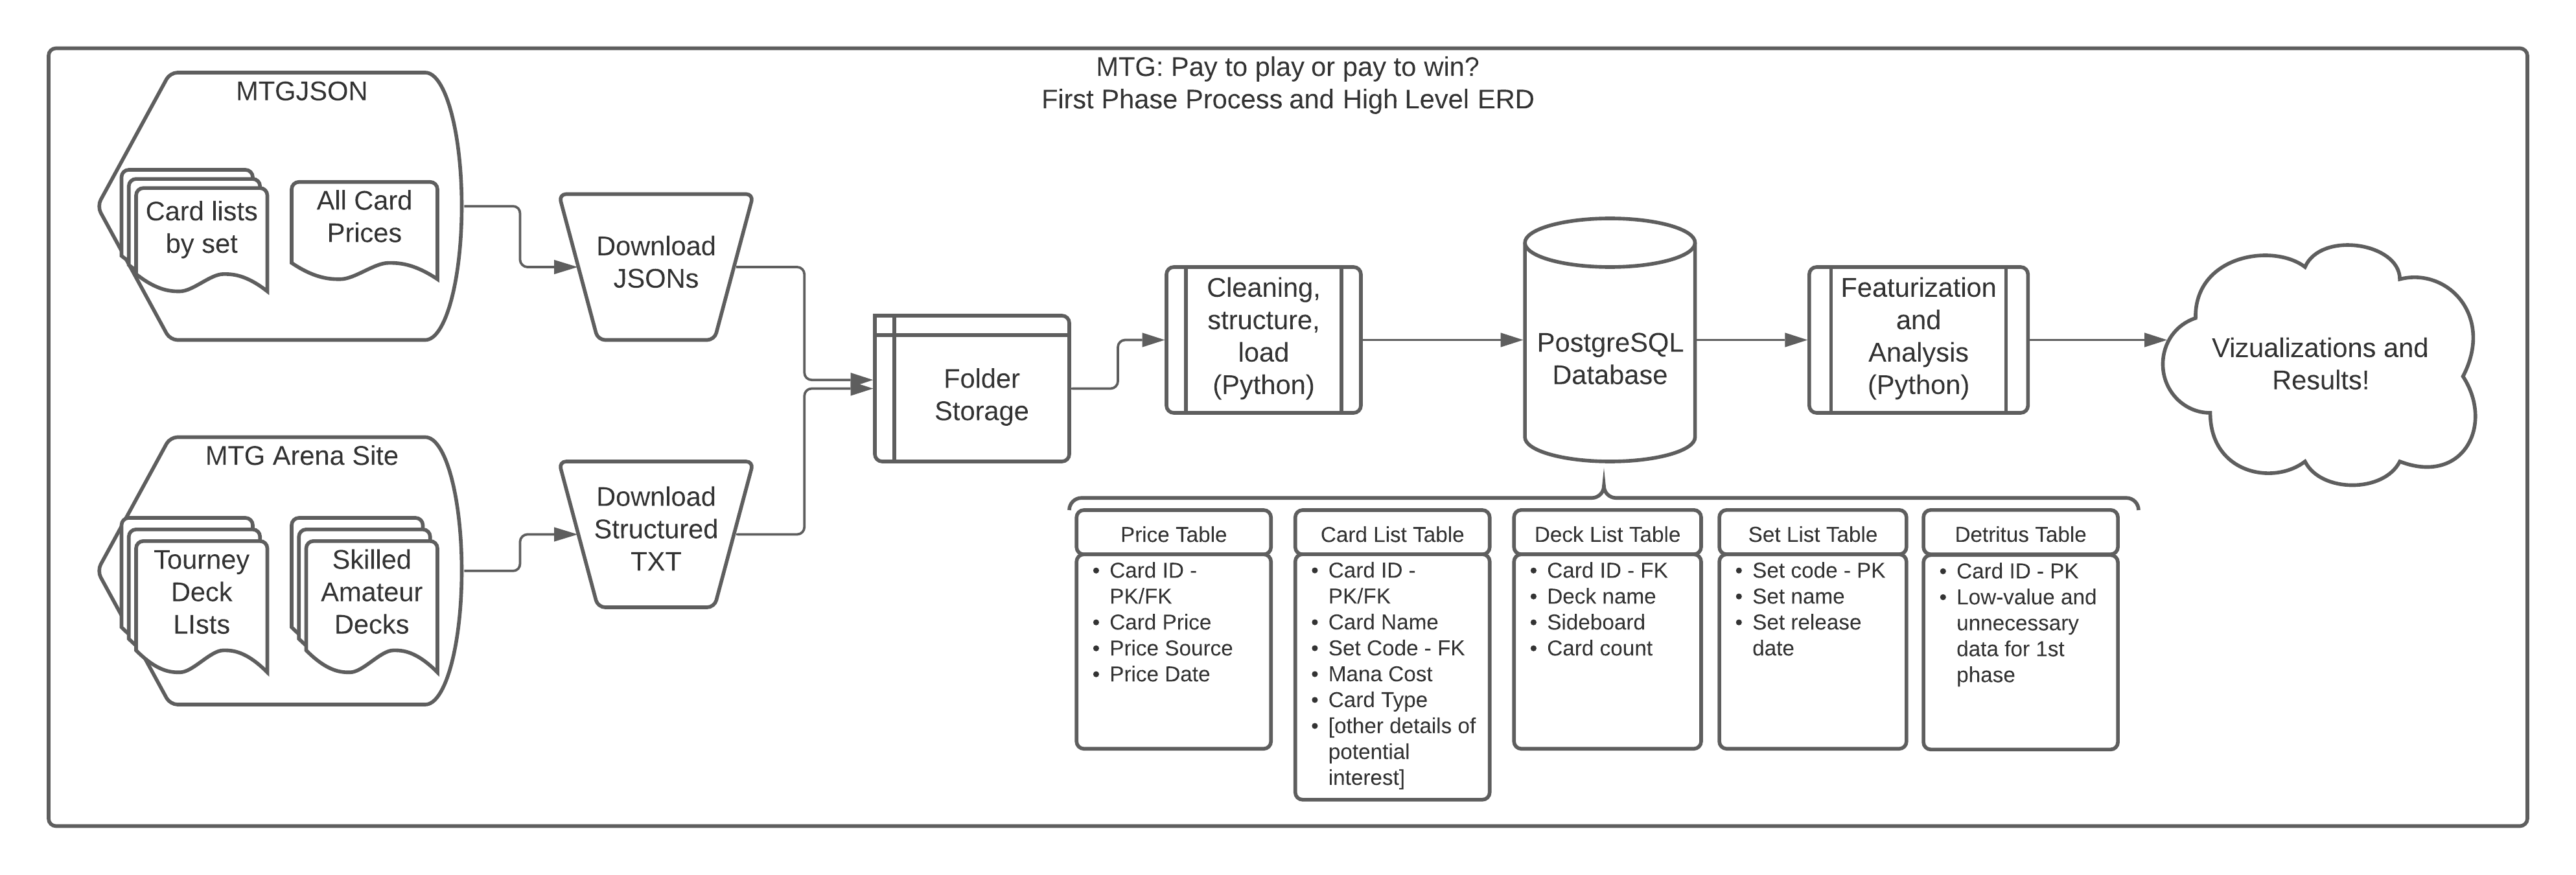 MTG: Pay to play or pay to win?
First Phase Process and High Level ERD
MTGJSON
Card lists
by set
All Card
Prices
Download
JSONs
MTG Arena Site
Tourney
Deck
LIsts
Skilled
Amateur
Decks
Download
Structured
TXT
Folder
Storage
Cleaning,
structure,
load
(Python)
PostgreSQL
Database
Featurization
and
Analysis
(Python)
Vizualizations and
Results!
Price Table
• Card ID -
PK/FK
• Card Price
• Price Source
• Price Date
Card List Table
• Card ID -
PK/FK
• Card Name
• Set Code - FK
• Mana Cost
• Card Type
• [other details of
potential
interest]
Deck List Table
• Card ID - FK
• Deck name
• Sideboard
• Card count
Set List Table
• Set code - PK
• Set name
• Set release
date
Detritus Table
• Card ID - PK
• Low-value and
unnecessary
data for 1st
phase